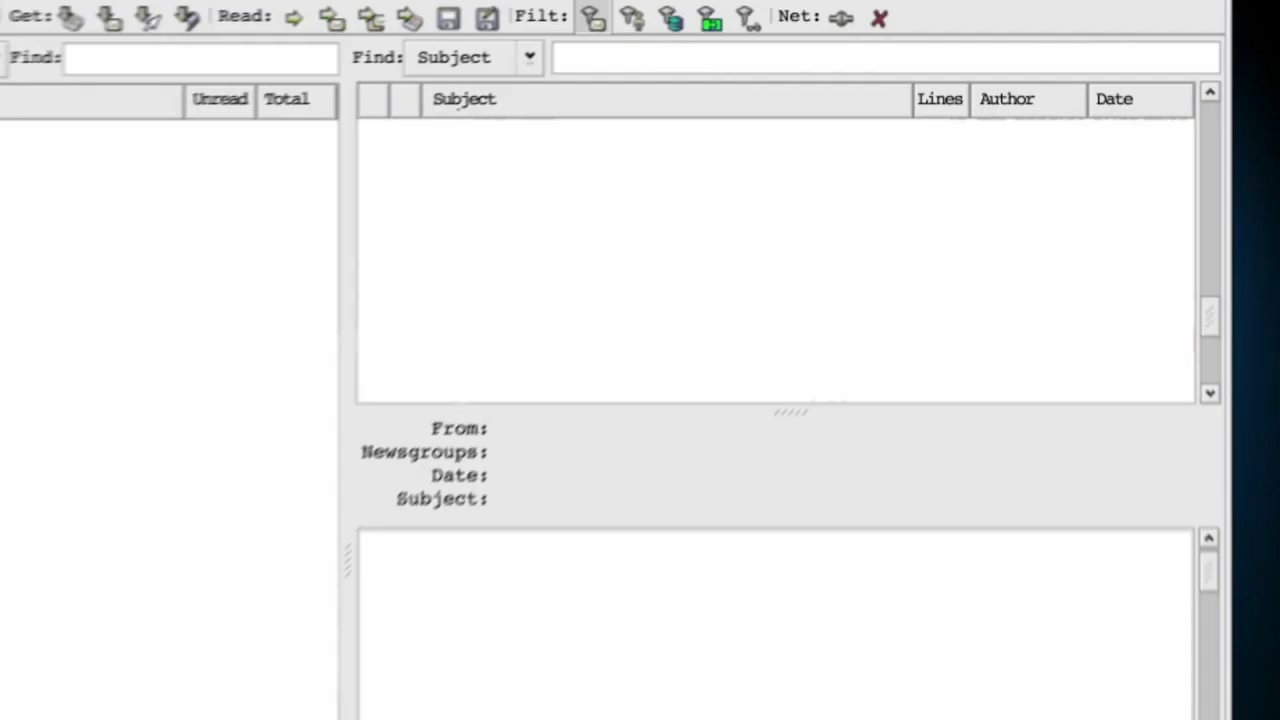 Get: Read: Filt: Net:
Find: Find: Subject
Unread Total Subject Lines Author Date
From:
Newsgroups:
Date:
Subject: